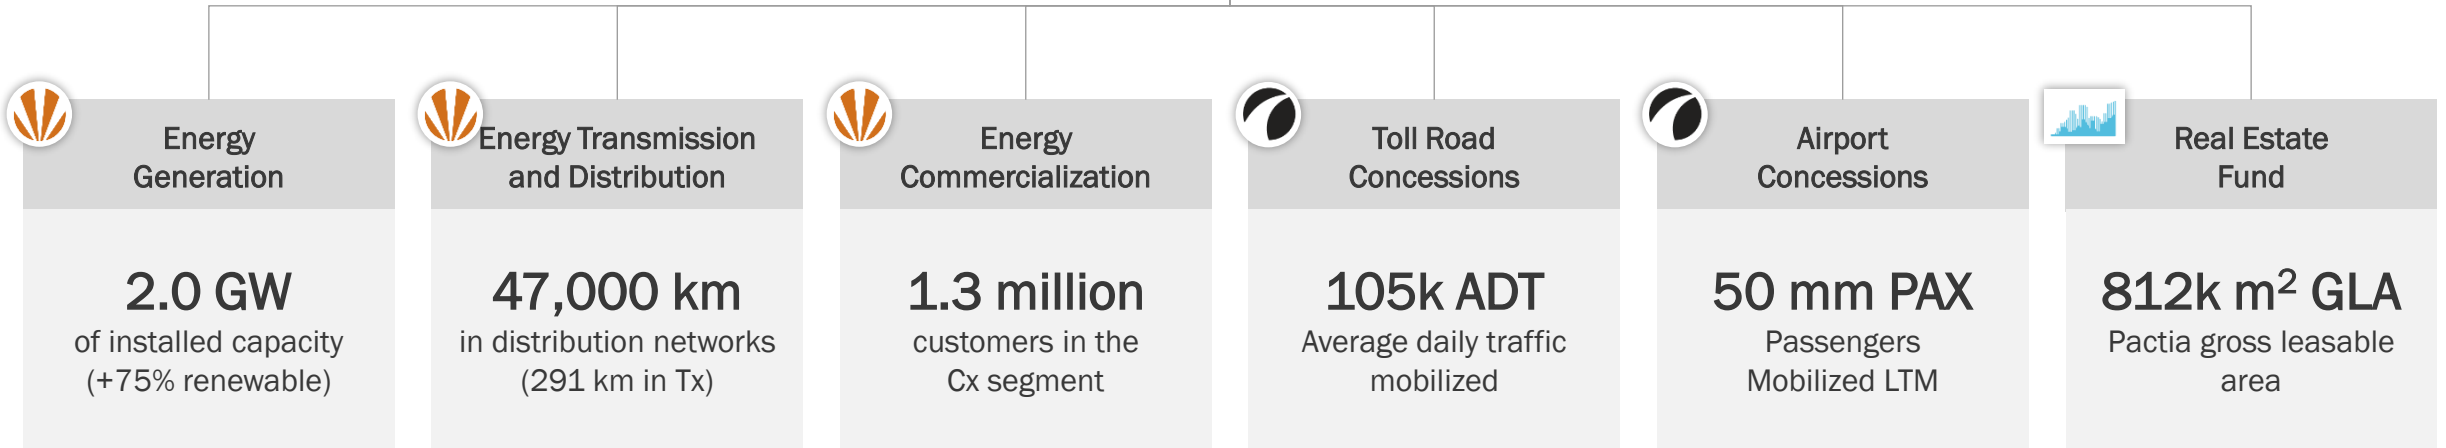 Energy
Generation
2.0 GW
of installed capacity
(+75% renewable)
Energy Transmission
and Distribution
47,000 km
in distribution networks
(291 km in Tx)
Energy
Commercialization
1.3 million
customers in the
Cx segment
Toll Road
Concessions
105k ADT
Average daily traffic
mobilized
Airport
Concessions
50 mm PAX
Passengers
Mobilized LTM
Real Estate
Fund
812k m² GLA
Pactia gross leasable
area